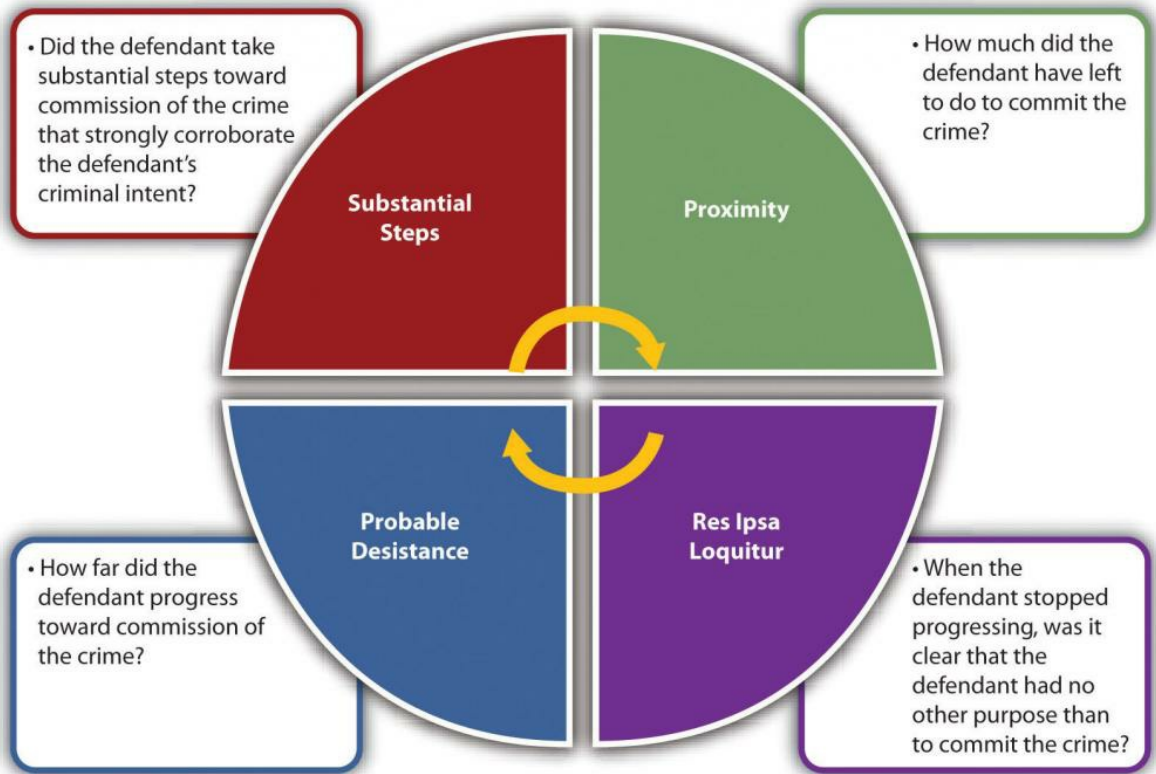 • Did the defendant take
substantial steps toward
commission of the crime
that strongly corroborate
the defendant's
criminal intent?
Substantial
Steps
Proximity
• How much did the
defendant have left
to do to commit the
crime?
Probable
Desistance
• How far did the
defendant progress
toward commission of
the crime?
Res Ipsa
Loquitur
• When the
defendant stopped
progressing, was it
clear that the
defendant had no
other purpose than
to commit the crime?